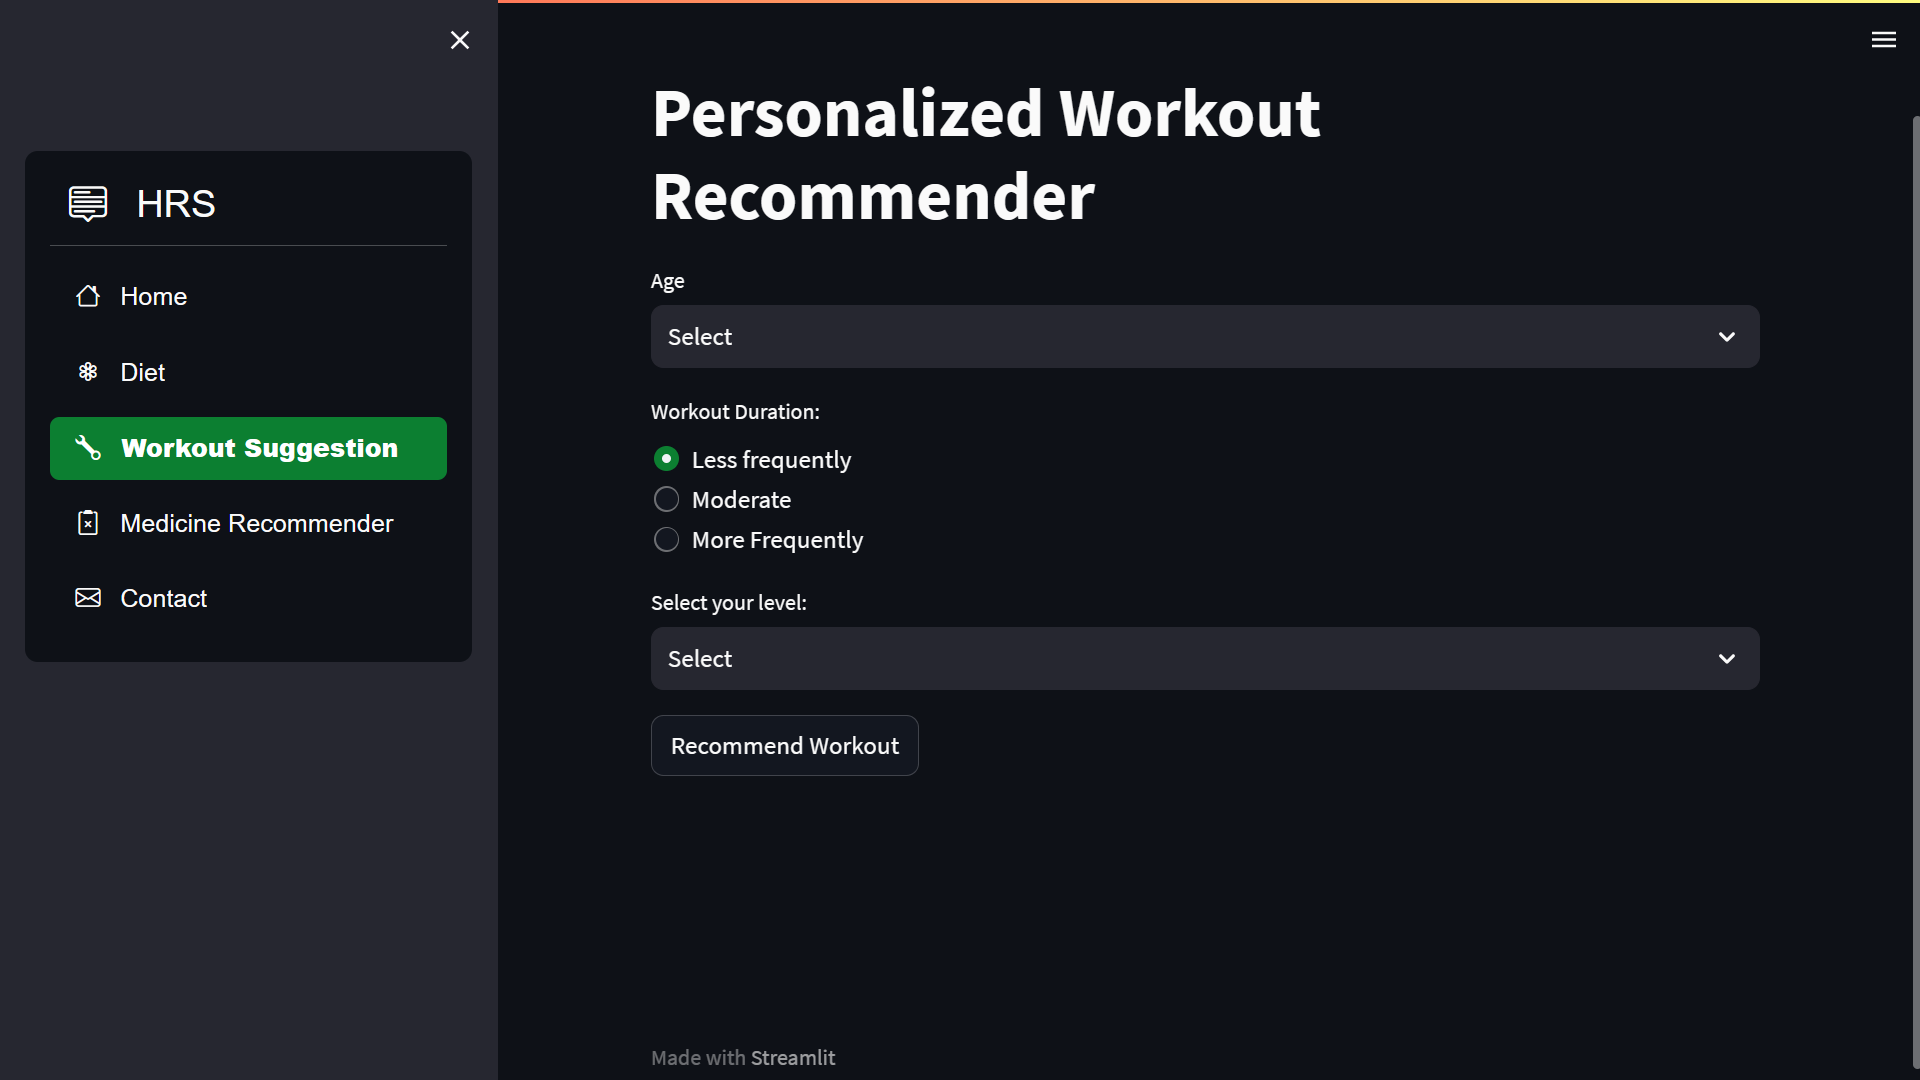 HRS
Home
Diet
Workout Suggestion
Medicine Recommender
Contact
Personalized Workout
Recommender
Age
Select
Workout Duration:
Less frequently
Moderate
More Frequently
Select your level:
Select
Recommend Workout
Made with Streamlit